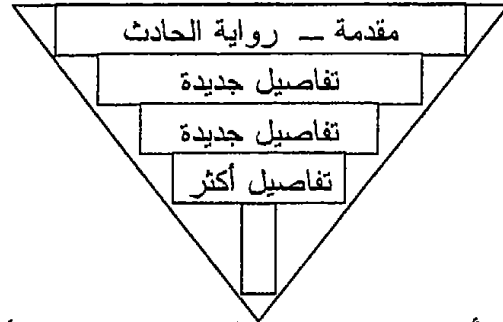 مقدمة — رواية الحادث
تفاصيل جديدة
تفاصيل جديدة
تفاصيل أكثر